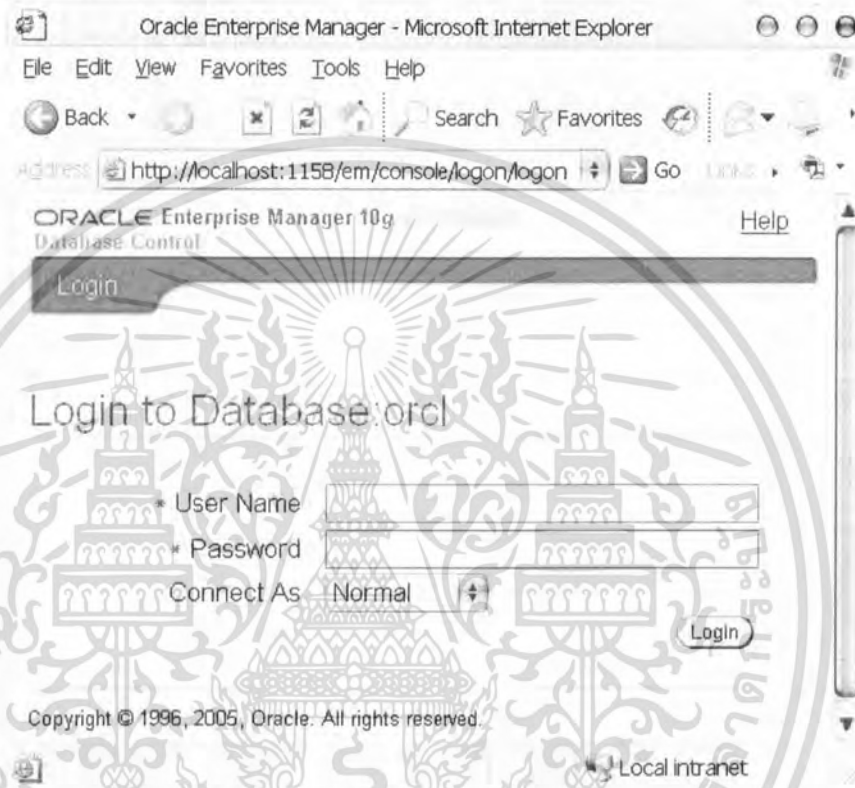 Oracle Enterprise Manager - Microsoft Internet Explorer
File Edit View Favorites Tools Help
Back Search Favorites
Address http://localhost:1158/em/console/logon/logon Go Links
ORACLE Enterprise Manager 10g Help
Database Control
Login
Login to Database:orcl
* User Name
* Password
Connect As Normal
Login
Copyright © 1996, 2005, Oracle. All rights reserved.
Local intranet